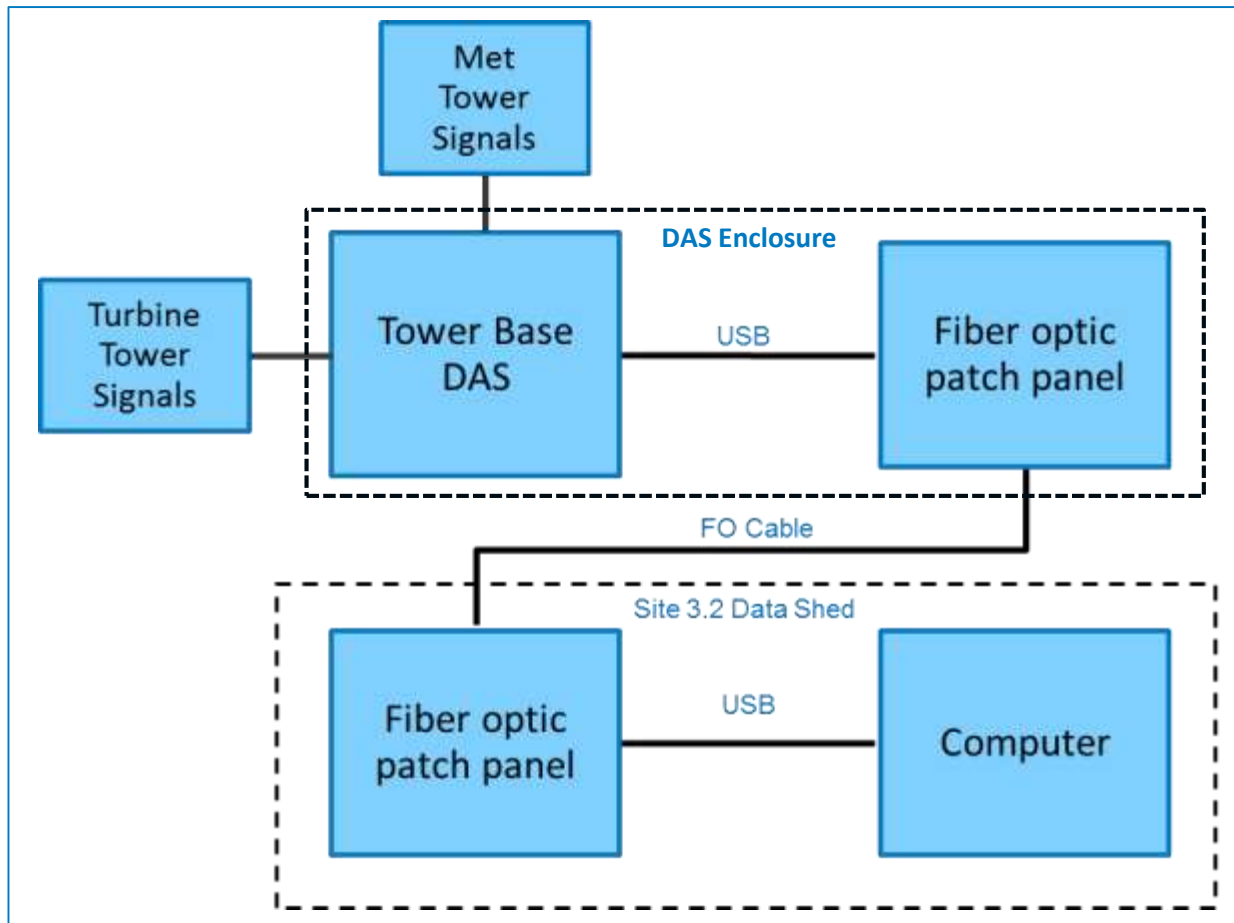 Met
Tower
Signals
DAS Enclosure
Turbine
Tower
Signals
Tower Base
DAS
USB
Fiber optic
patch panel
FO Cable
Site 3.2 Data Shed
Fiber optic
patch panel
USB
Computer